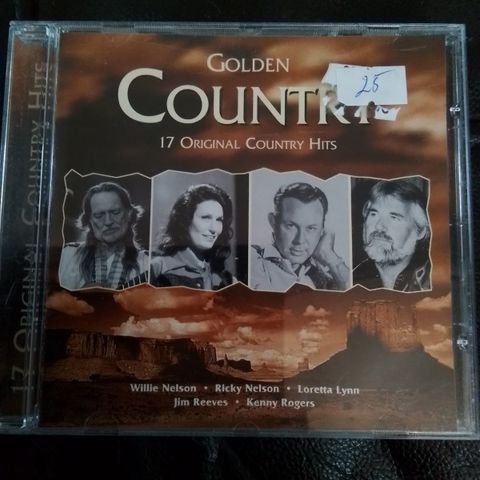 GOLDEN
COUNTRY
17 ORIGINAL COUNTRY HITS
25
17 ORIGINAL COUNTRY HITS
Willie Nelson • Ricky Nelson • Loretta Lynn
Jim Reeves • Kenny Rogers